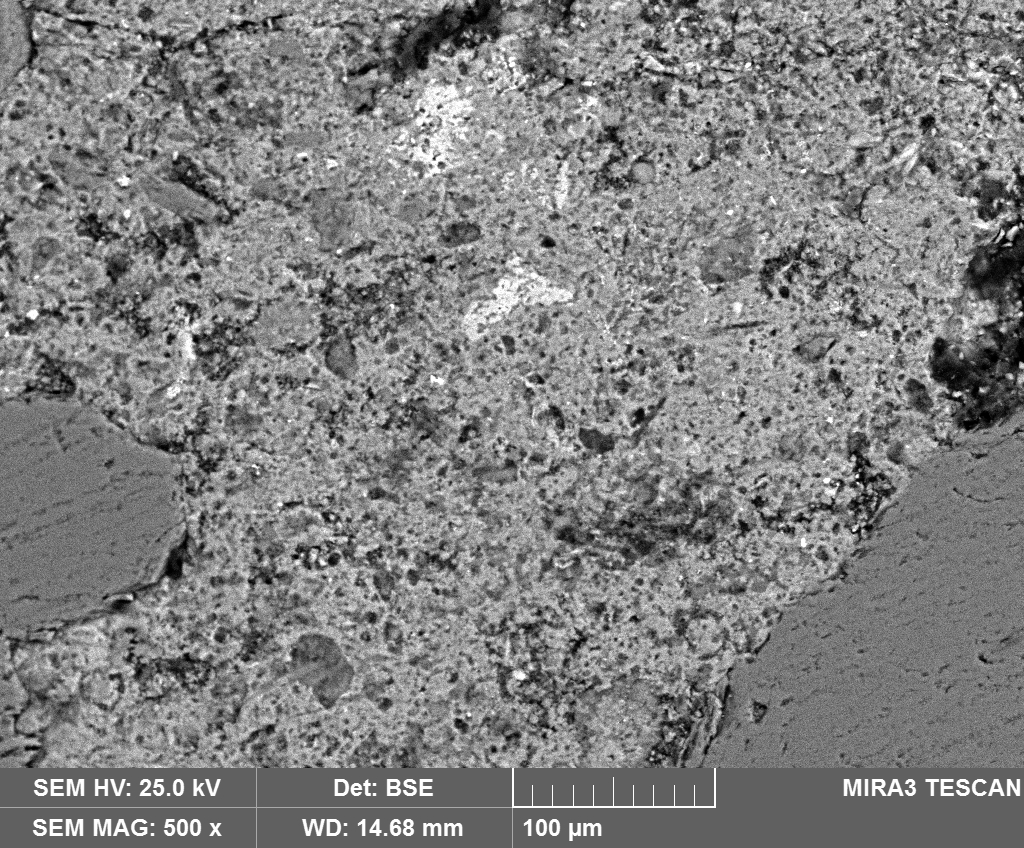 SEM HV: 25.0 kV Det: BSE MIRA3 TESCAN
SEM MAG: 500 x WD: 14.68 mm 100 µm